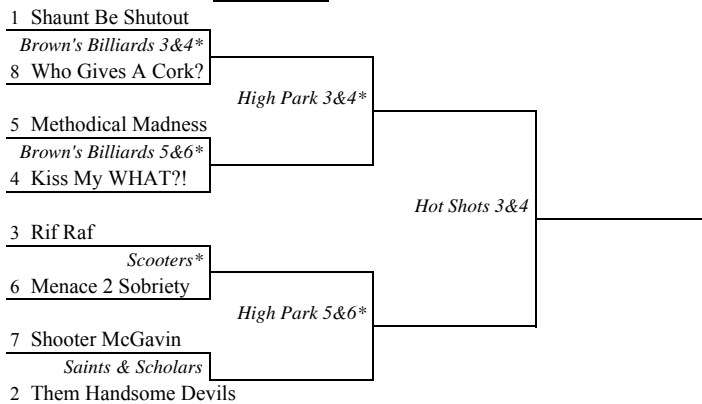 1 Shaunt Be Shutout
Brown's Billiards 3&4*
8 Who Gives A Cork?
High Park 3&4*
5 Methodical Madness
Brown's Billiards 5&6*
4 Kiss My WHAT?!
Hot Shots 3&4
3 Rif Raf
Scooters*
6 Menace 2 Sobriety
High Park 5&6*
7 Shooter McGavin
Saints & Scholars
2 Them Handsome Devils